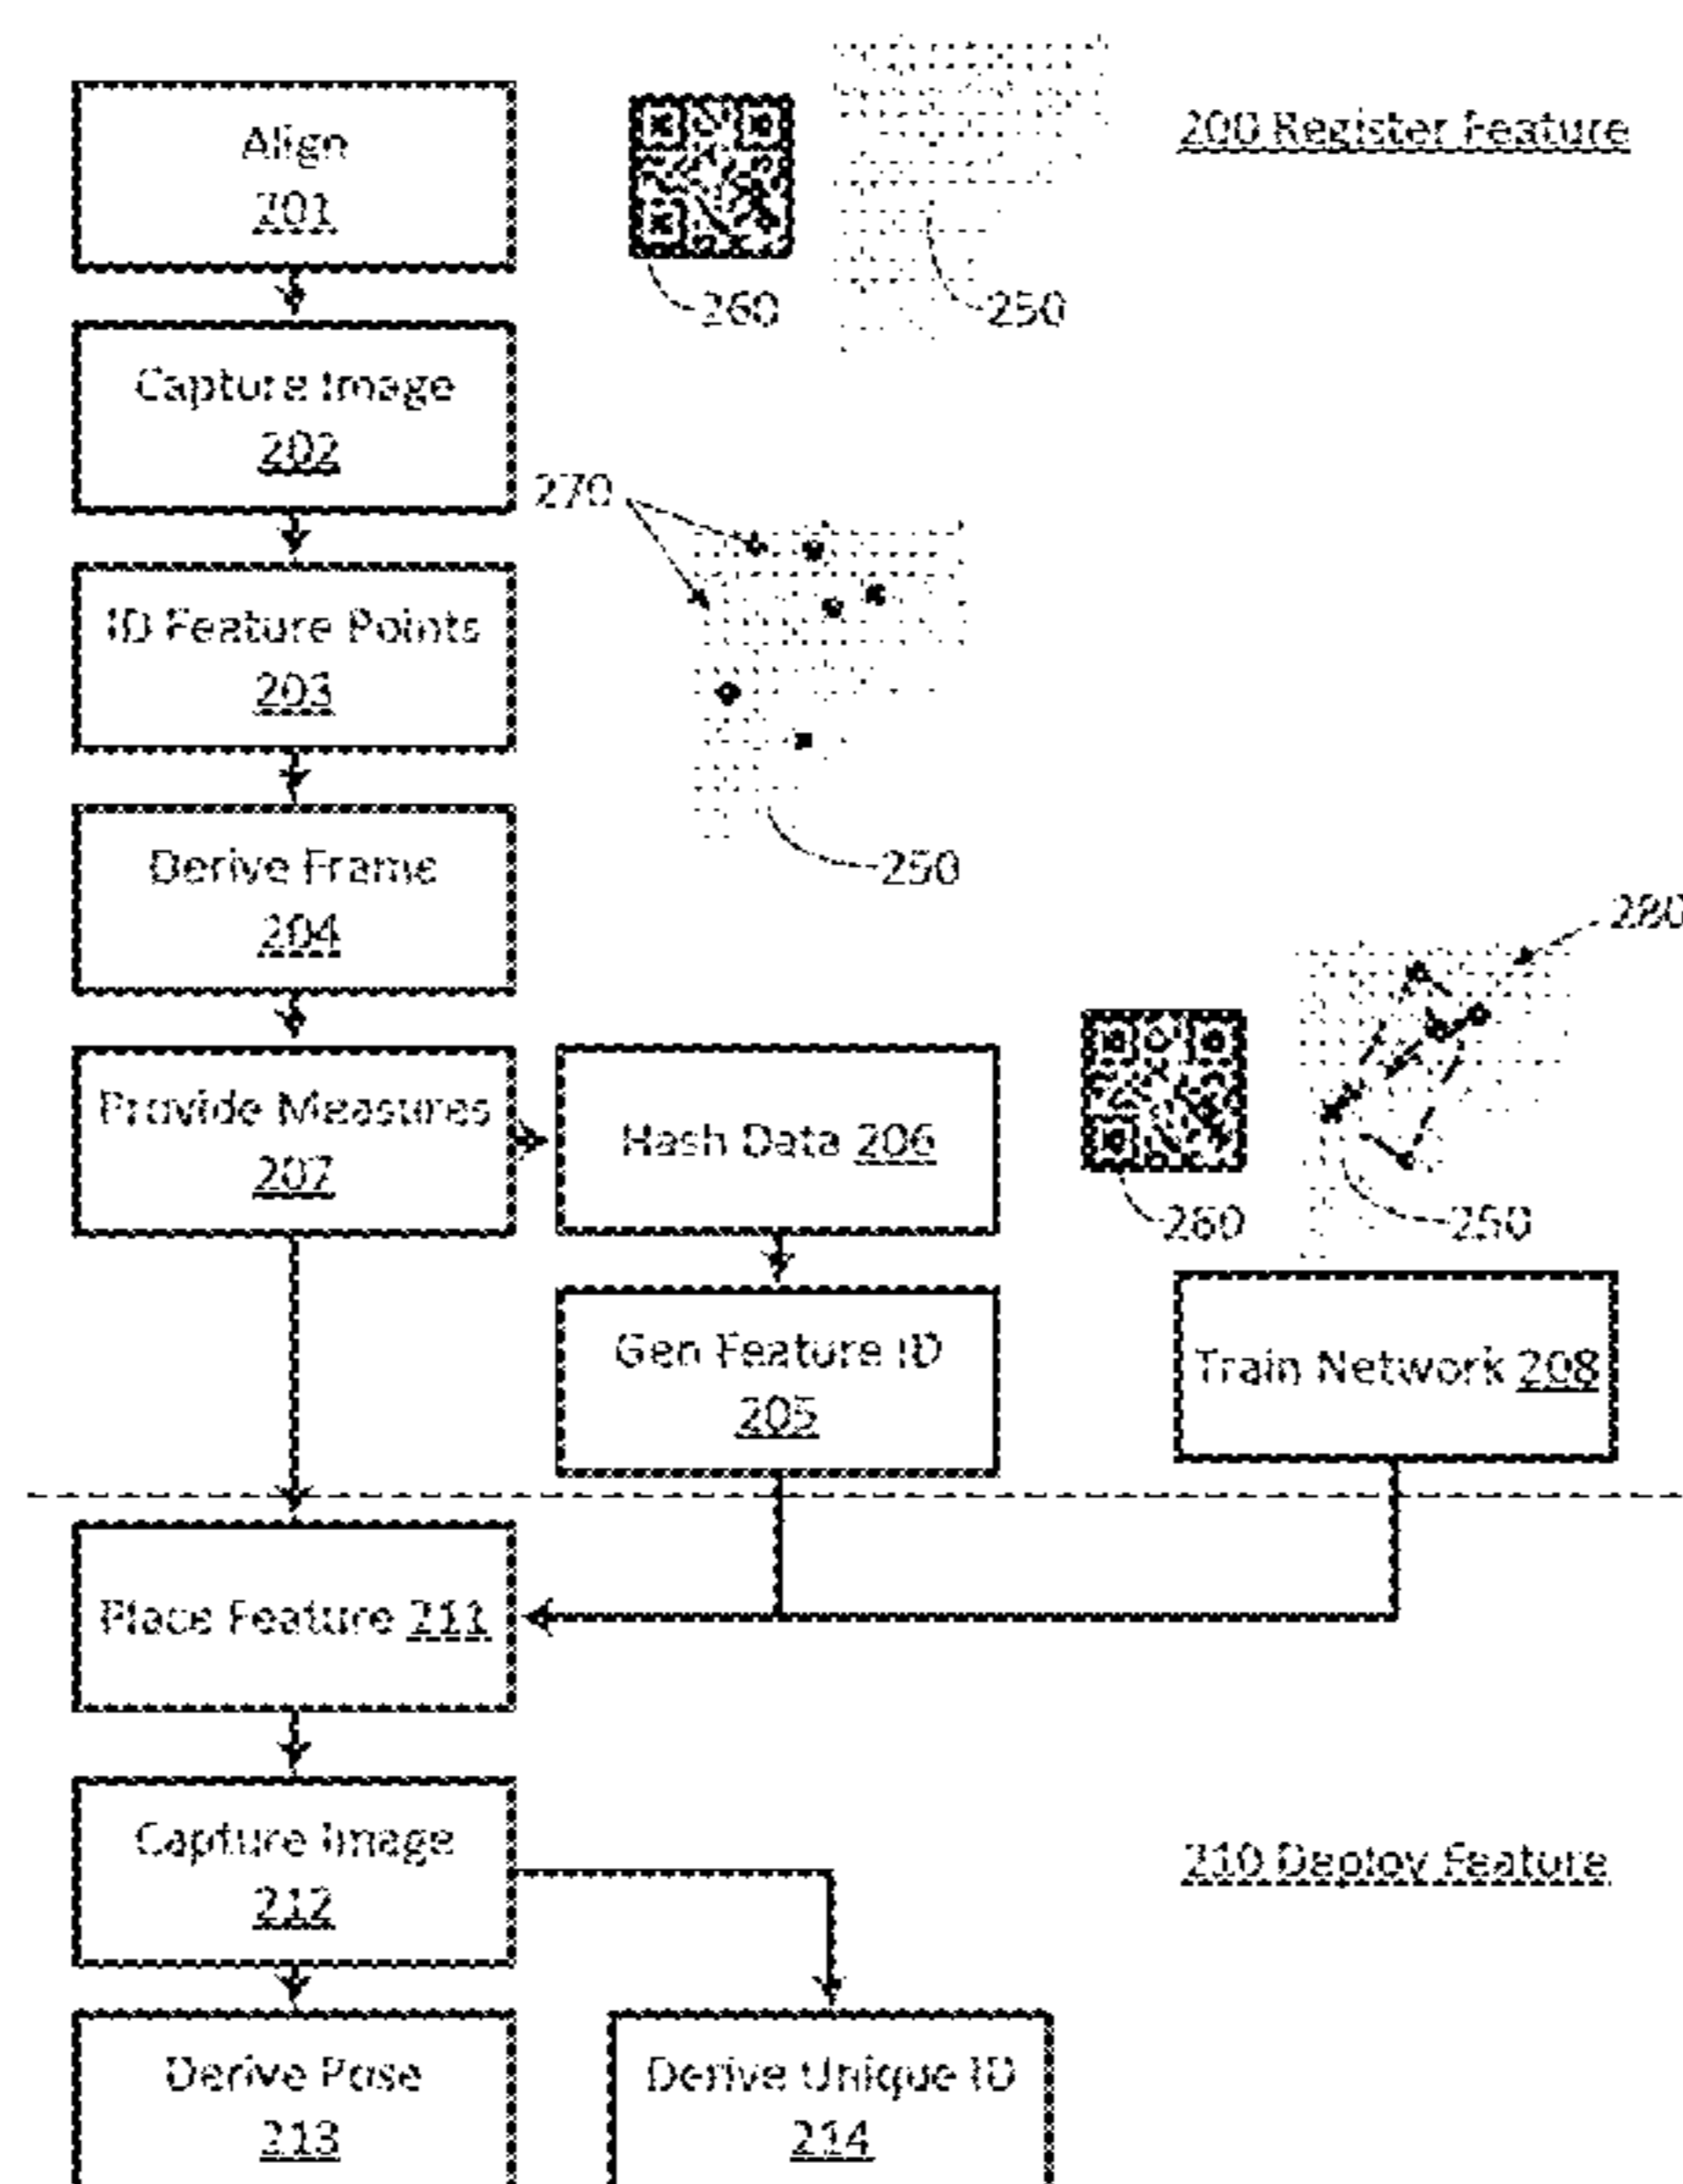 Align
201
200 Register Feature
260
250
Capture Image
202
270
ID Feature Points
203
250
Derive Frame
204
280
Provide Measures
207
Hash Data 206
260
250
Gen Feature ID
205
Train Network 208
Place Feature 211
Capture Image
212
210 Deploy Feature
Derive Pose
213
Derive Unique ID
214